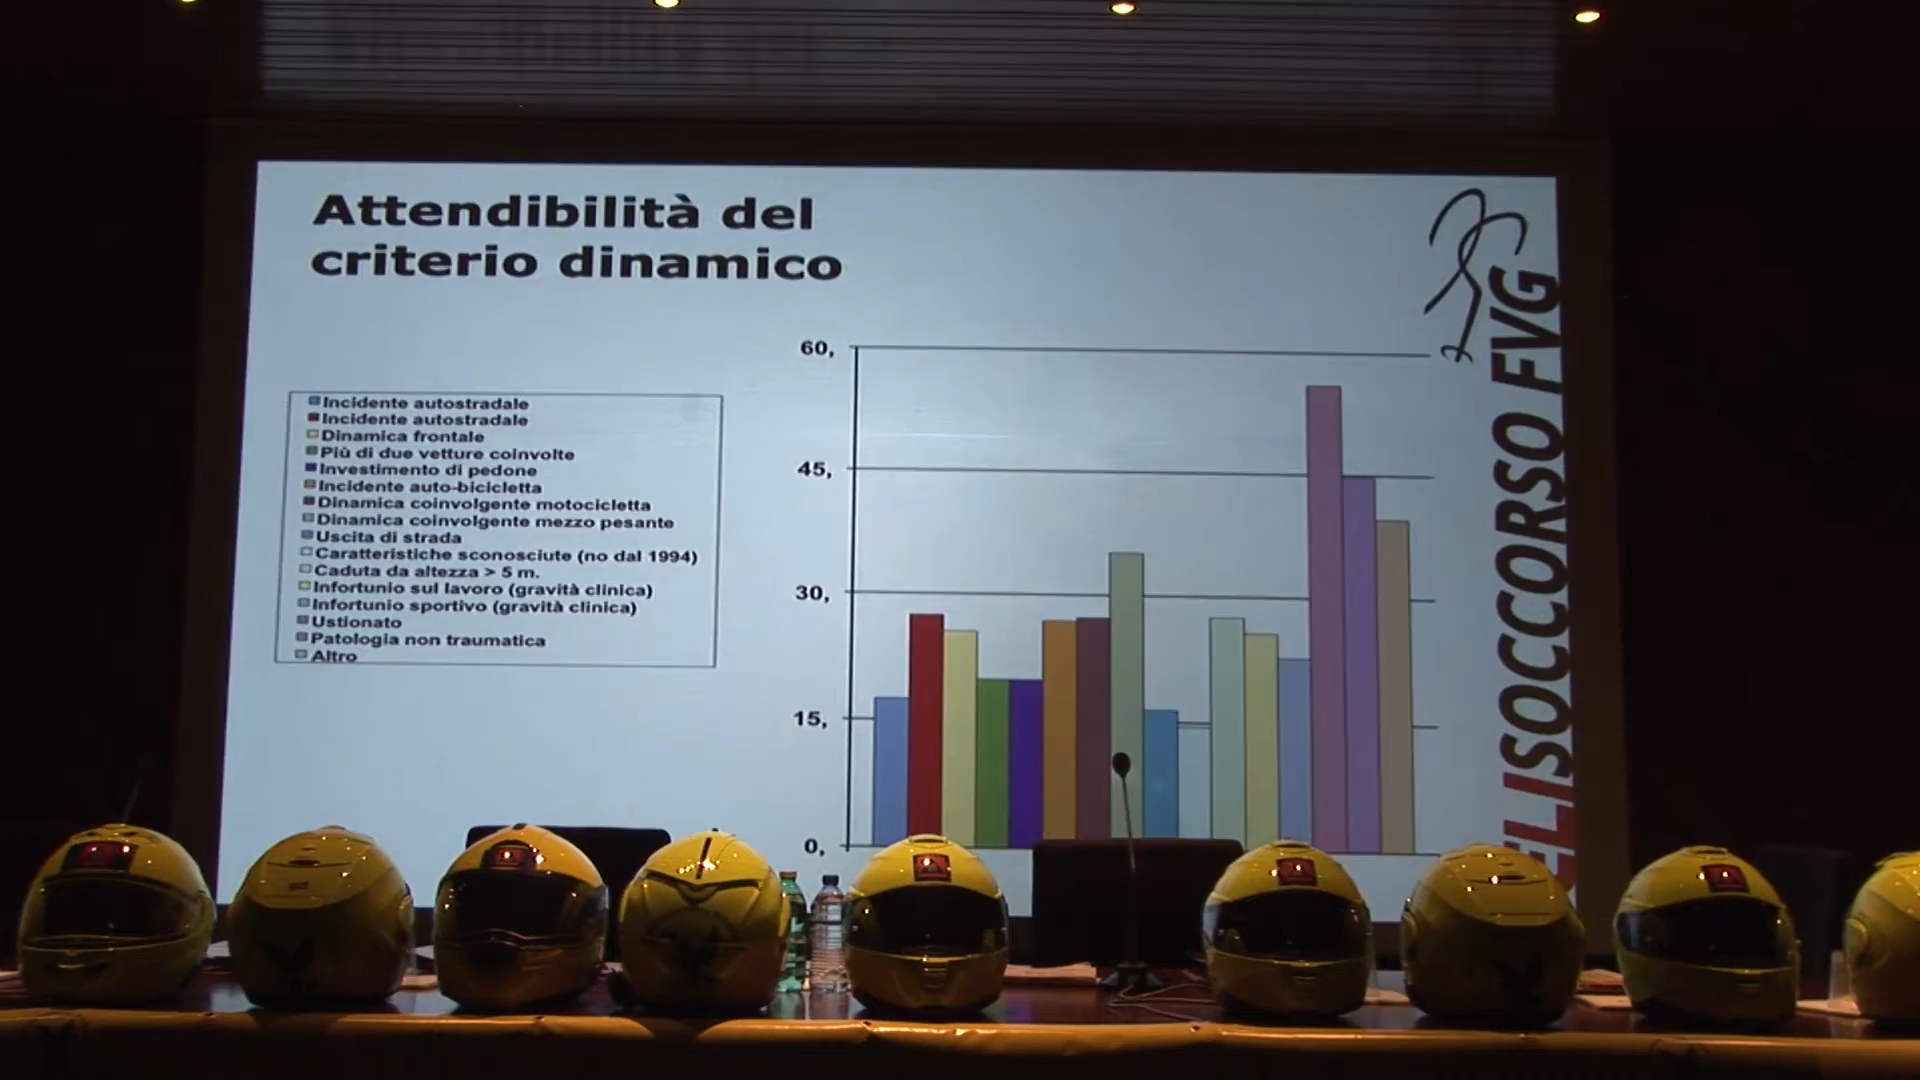 Attendibilità del
criterio dinamico
Incidente autostradale
Incidente autostradale
Dinamica frontale
Più di due vetture coinvolte
Investimento di pedone
Incidente auto-bicicletta
Dinamica coinvolgente motocicletta
Dinamica coinvolgente mezzo pesante
Uscita di strada
Caratteristiche sconosciute (no dal 1994)
Caduta da altezza > 5 m.
Infortunio sul lavoro (gravità clinica)
Infortunio sportivo (gravità clinica)
Ustionato
Patologia non traumatica
Altro
60,
45,
30,
15,
0,
ELISOCCORSO FVG